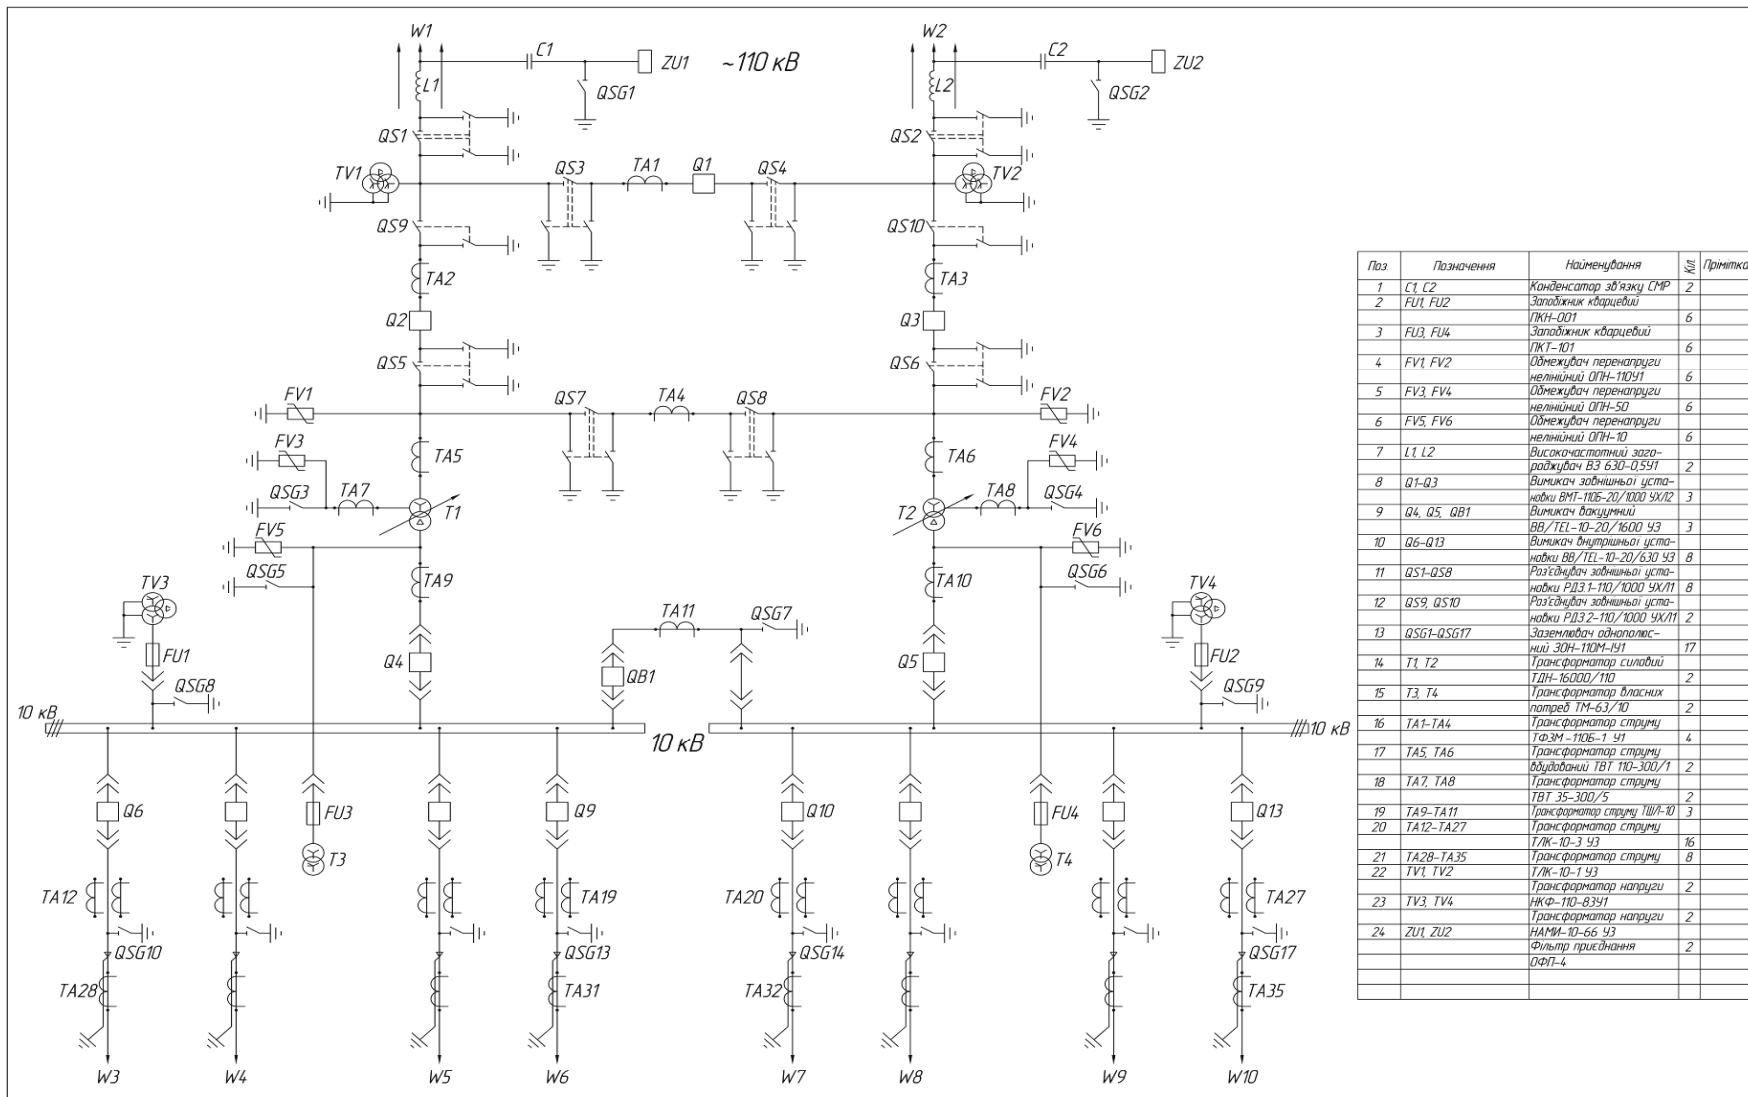 W1
W2
C1
ZU1
~110 кВ
C2
ZU2
L1
QSG1
L2
QSG2
QS1
QS2
TV1
QS3
TA1
Q1
QS4
TV2
QS9
QS10
TA2
TA3
Q2
Q3
QS5
QS6
FV1
QS7
TA4
QS8
FV2
FV3
TA5
TA6
FV4
QSG3
TA7
T1
T2
TA8
QSG4
FV5
FV6
QSG5
TA9
TA10
QSG6
TV3
TV4
TA11
QSG7
FU1
Q4
QB1
Q5
FU2
QSG8
QSG9
10 кВ
10 кВ
10 кВ
Q6
FU3
Q9
Q10
FU4
Q13
T3
T4
TA12
TA19
TA20
TA27
QSG10
QSG13
QSG14
QSG17
TA28
TA31
TA32
TA35
W3
W4
W5
W6
W7
W8
W9
W10
Поз. Позначення Найменування Кіл. Прімітка
1 C1, C2 Конденсатор зв'язку СМР 2
2 FU1, FU2 Запобіжник кварцевий
ПКН-001 6
3 FU3, FU4 Запобіжник кварцевий
ПКТ-101 6
4 FV1, FV2 Обмежувач перенапруги
нелінійний ОПН-110У1 6
5 FV3, FV4 Обмежувач перенапруги
нелінійний ОПН-50 6
6 FV5, FV6 Обмежувач перенапруги
нелінійний ОПН-10 6
7 L1, L2 Високачастотний заго-
роджувач ВЗ 630-0,5У1 2
8 Q1-Q3 Вимикач зовнішньої уста-
новки ВМТ-110Б-20/1000 УХЛ2 3
9 Q4, Q5, QB1 Вимикач вакуумний
BB/TEL-10-20/1600 У3 3
10 Q6-Q13 Вимикач внутрішньої уста-
новки BB/TEL-10-20/630 У3 8
11 QS1-QS8 Роз'єднувач зовнішньої уста-
новки РДЗ.1-110/1000 УХЛ1 8
12 QS9, QS10 Роз'єднувач зовнішньої уста-
новки РДЗ.2-110/1000 УХЛ1 2
13 QSG1-QSG17 Заземлювач однополюс-
ний ЗОН-110М-IУ1 17
14 T1, T2 Трансформатор силовий
ТДН-16000/110 2
15 T3, T4 Трансформатор власних
потреб ТМ-63/10 2
16 TA1-TA4 Трансформатор струму
ТФЗМ -110Б-1 У1 4
17 TA5, TA6 Трансформатор струму
вбудований ТВТ 110-300/1 2
18 TA7, TA8 Трансформатор струму
ТВТ 35-300/5 2
19 TA9-TA11 Трансформатор струму ТШЛ-10 3
20 TA12-TA27 Трансформатор струму
ТЛК-10-3 У3 16
21 TA28-TA35 Трансформатор струму 8
22 TV1, TV2 ТЛК-10-1 У3
Трансформатор напруги 2
23 TV3, TV4 НКФ-110-83У1
Трансформатор напруги 2
24 ZU1, ZU2 НАМИ-10-66 У3
Фільтр приєднання 2
ОФП-4